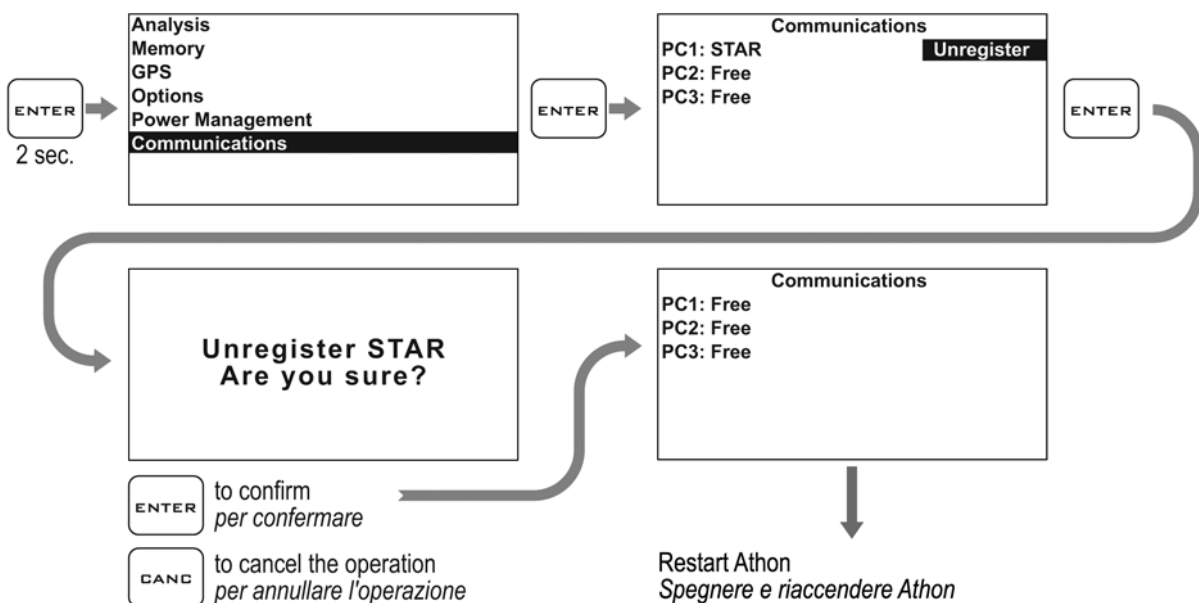 ENTER
2 sec.
Analysis
Memory
GPS
Options
Power Management
Communications
ENTER
Communications
PC1: STAR Unregister
PC2: Free
PC3: Free
ENTER
Unregister STAR
Are you sure?
ENTER
to confirm
per confermare
CANC
to cancel the operation
per annullare l'operazione
Communications
PC1: Free
PC2: Free
PC3: Free
Restart Athon
Spegnere e riaccendere Athon